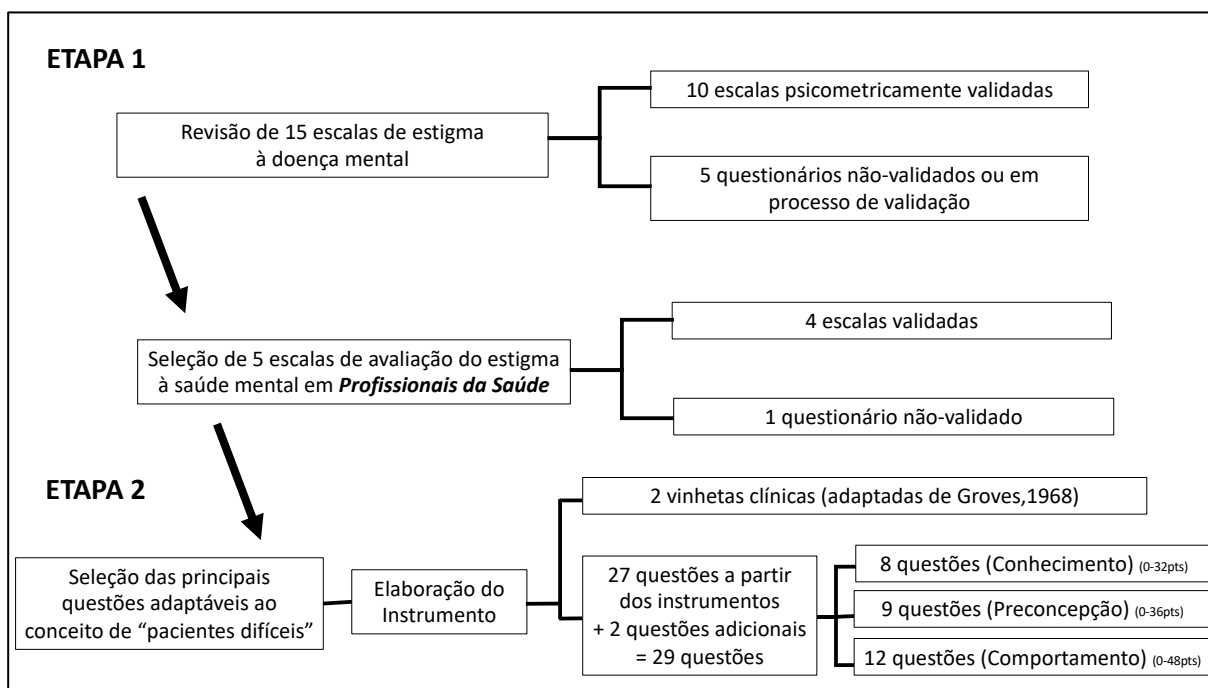 ETAPA 1
10 escalas psicometricamente validadas
Revisão de 15 escalas de estigma
à doença mental
5 questionários não-validados ou em
processo de validação
4 escalas validadas
Seleção de 5 escalas de avaliação do estigma
à saúde mental em Profissionais da Saúde
1 questionário não-validado
ETAPA 2
2 vinhetas clínicas (adaptadas de Groves,1968)
Seleção das principais
questões adaptáveis ao
conceito de “pacientes difíceis”
Elaboração do
Instrumento
27 questões a partir
dos instrumentos
+ 2 questões adicionais
= 29 questões
8 questões (Conhecimento) (0-32pts)
9 questões (Preconcepção) (0-36pts)
12 questões (Comportamento) (0-48pts)